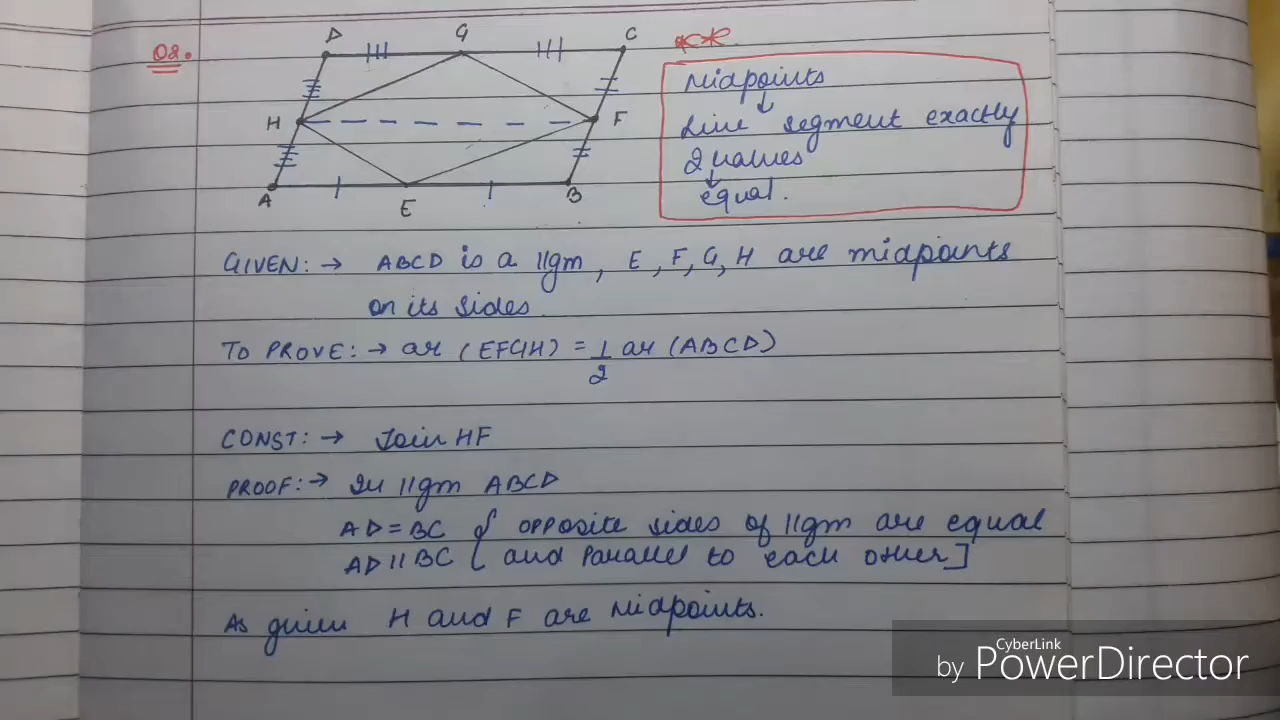 Q2.
D G C
H F
A E B
**
Midpoints
↓
Line segment exactly
2 values
↓
equal.
GIVEN:→ ABCD is a ||gm, E, F, G, H are midpoints
on its sides.
TO PROVE:→ ar (EFGH) = 1/2 ar (ABCD)
CONST:→ Join HF
PROOF:→ In ||gm ABCD
AD = BC { opposite sides of ||gm are equal
AD || BC [ and Parallel to each other]
As given H and F are Midpoints.
CyberLink
by PowerDirector